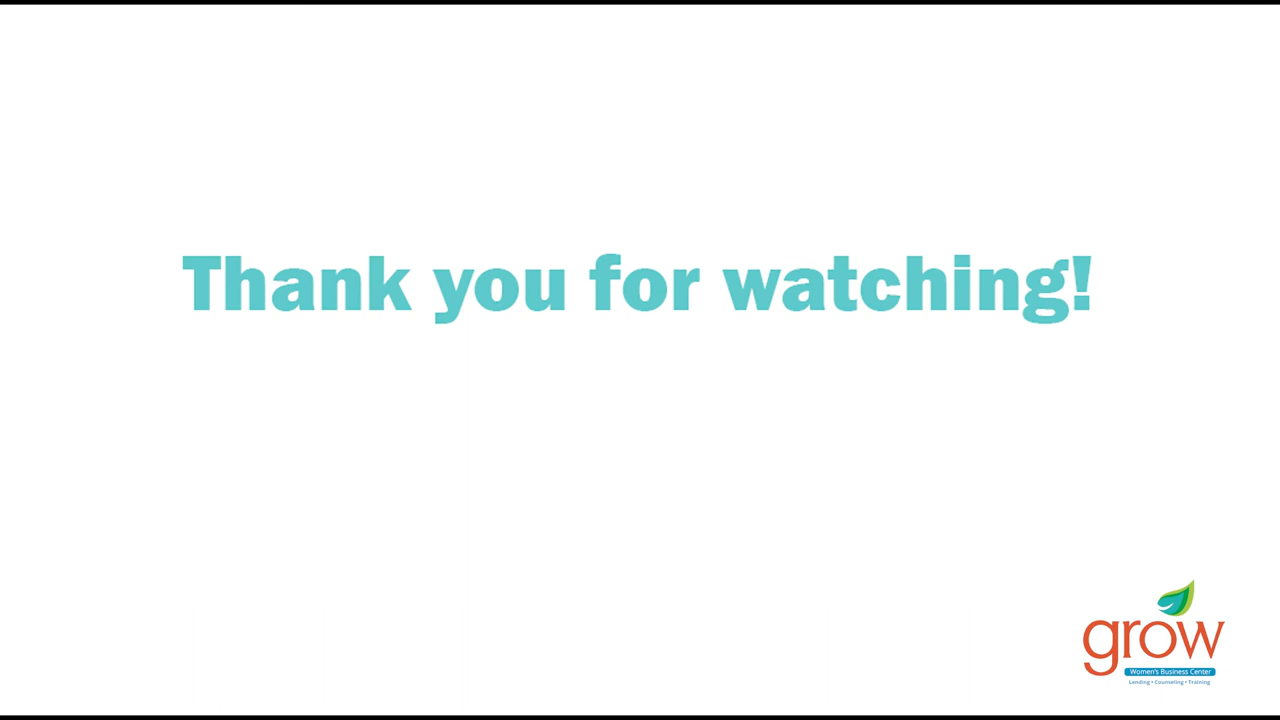 Thank you for watching!
grow
Women's Business Center
Lending • Counseling • Training